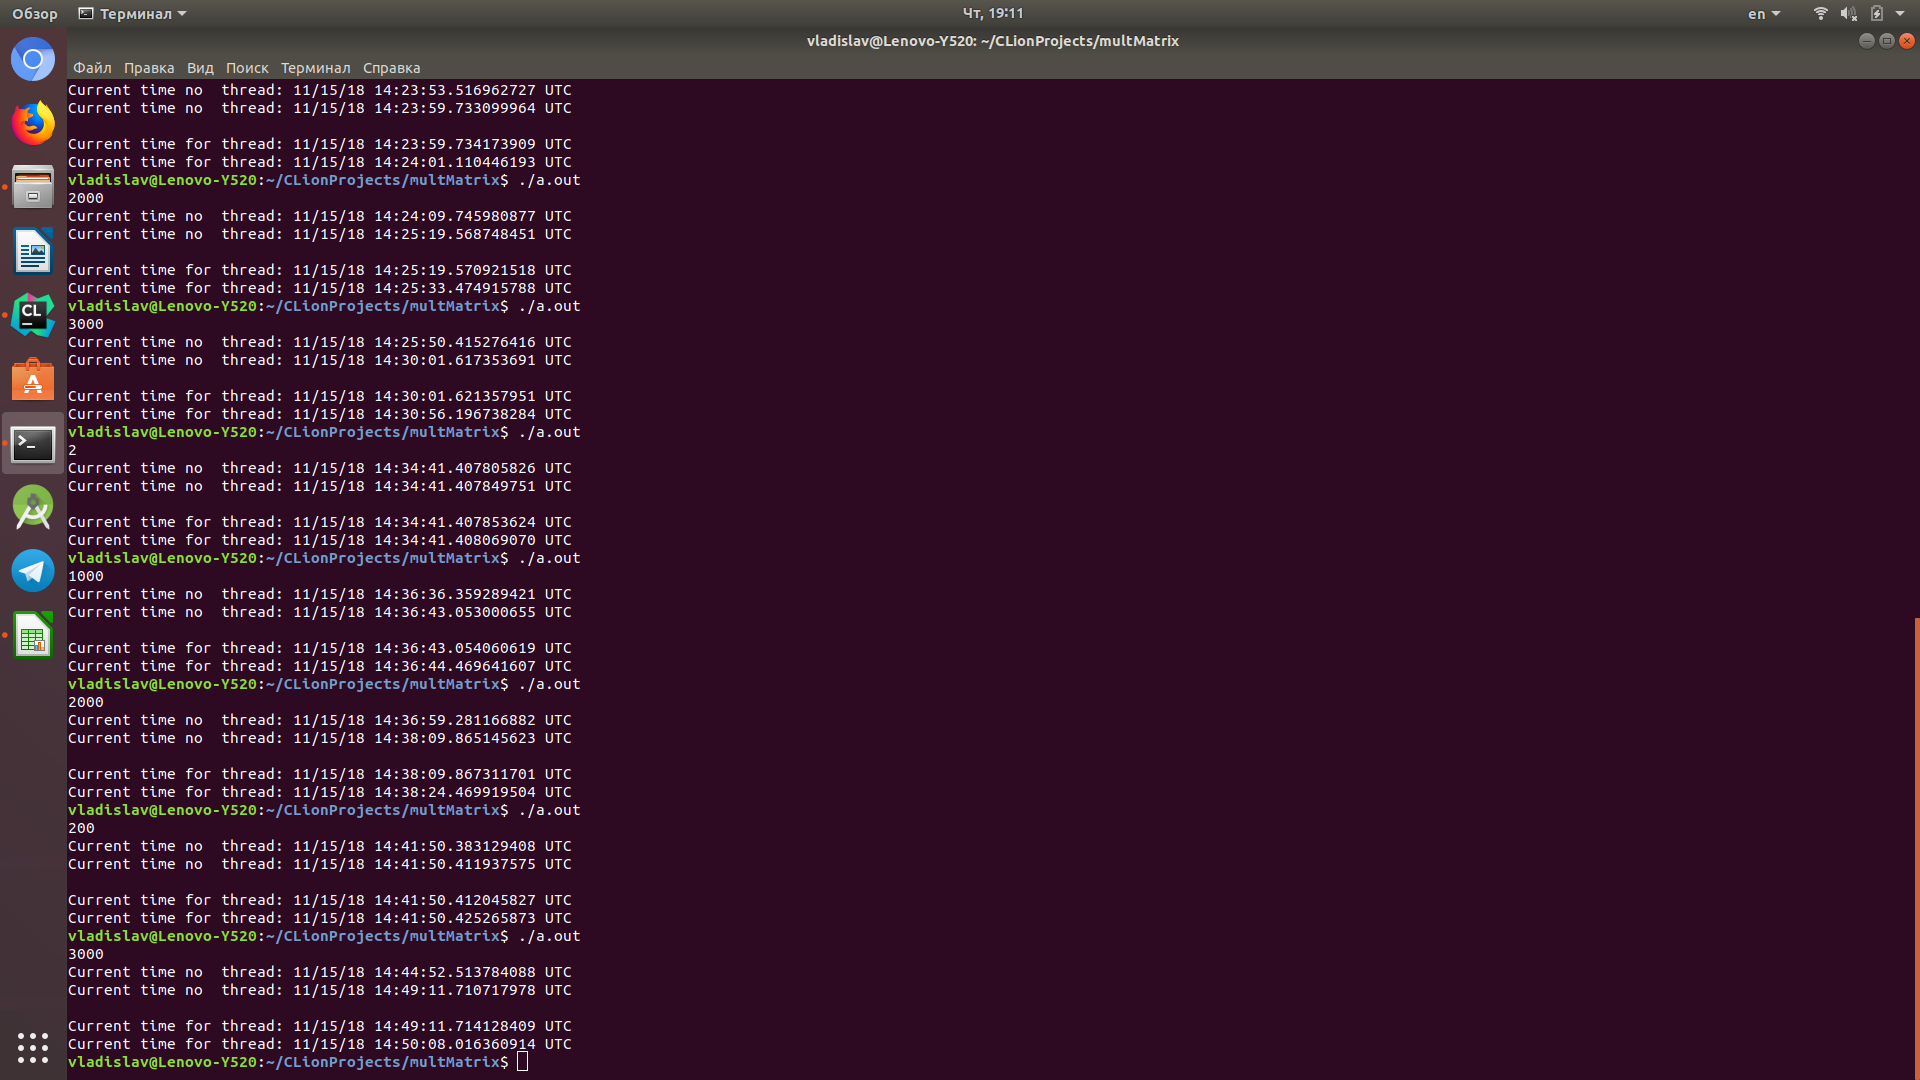 Обзор Терминал Чт, 19:11 en
vladislav@Lenovo-Y520: ~/CLionProjects/multMatrix
Файл Правка Вид Поиск Терминал Справка
Current time no  thread: 11/15/18 14:23:53.516962727 UTC
Current time no  thread: 11/15/18 14:23:59.733099964 UTC
Current time for thread: 11/15/18 14:23:59.734173909 UTC
Current time for thread: 11/15/18 14:24:01.110446193 UTC
vladislav@Lenovo-Y520:~/CLionProjects/multMatrix$ ./a.out
2000
Current time no  thread: 11/15/18 14:24:09.745980877 UTC
Current time no  thread: 11/15/18 14:25:19.568748451 UTC
Current time for thread: 11/15/18 14:25:19.570921518 UTC
Current time for thread: 11/15/18 14:25:33.474915788 UTC
vladislav@Lenovo-Y520:~/CLionProjects/multMatrix$ ./a.out
3000
Current time no  thread: 11/15/18 14:25:50.415276416 UTC
Current time no  thread: 11/15/18 14:30:01.617353691 UTC
Current time for thread: 11/15/18 14:30:01.621357951 UTC
Current time for thread: 11/15/18 14:30:56.196738284 UTC
vladislav@Lenovo-Y520:~/CLionProjects/multMatrix$ ./a.out
2
Current time no  thread: 11/15/18 14:34:41.407805826 UTC
Current time no  thread: 11/15/18 14:34:41.407849751 UTC
Current time for thread: 11/15/18 14:34:41.407853624 UTC
Current time for thread: 11/15/18 14:34:41.408069070 UTC
vladislav@Lenovo-Y520:~/CLionProjects/multMatrix$ ./a.out
1000
Current time no  thread: 11/15/18 14:36:36.359289421 UTC
Current time no  thread: 11/15/18 14:36:43.053000655 UTC
Current time for thread: 11/15/18 14:36:43.054060619 UTC
Current time for thread: 11/15/18 14:36:44.469641607 UTC
vladislav@Lenovo-Y520:~/CLionProjects/multMatrix$ ./a.out
2000
Current time no  thread: 11/15/18 14:36:59.281166882 UTC
Current time no  thread: 11/15/18 14:38:09.865145623 UTC
Current time for thread: 11/15/18 14:38:09.867311701 UTC
Current time for thread: 11/15/18 14:38:24.469919504 UTC
vladislav@Lenovo-Y520:~/CLionProjects/multMatrix$ ./a.out
200
Current time no  thread: 11/15/18 14:41:50.383129408 UTC
Current time no  thread: 11/15/18 14:41:50.411937575 UTC
Current time for thread: 11/15/18 14:41:50.412045827 UTC
Current time for thread: 11/15/18 14:41:50.425265873 UTC
vladislav@Lenovo-Y520:~/CLionProjects/multMatrix$ ./a.out
3000
Current time no  thread: 11/15/18 14:44:52.513784088 UTC
Current time no  thread: 11/15/18 14:49:11.710717978 UTC
Current time for thread: 11/15/18 14:49:11.714128409 UTC
Current time for thread: 11/15/18 14:50:08.016360914 UTC
vladislav@Lenovo-Y520:~/CLionProjects/multMatrix$
CL
A
>_